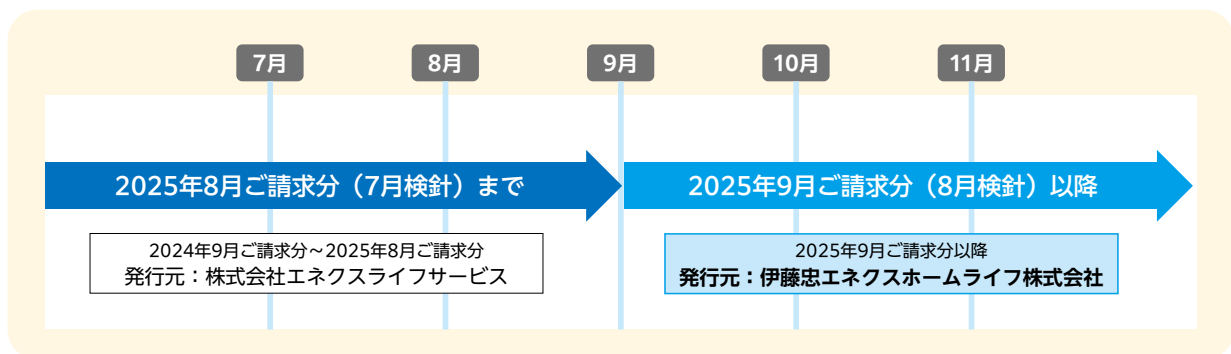 7月
8月
9月
10月
11月
2025年8月ご請求分（7月検針）まで
2025年9月ご請求分（8月検針）以降
2024年9月ご請求分～2025年8月ご請求分
発行元：株式会社エネクスライフサービス
2025年9月ご請求分以降
発行元：伊藤忠エネクスホームライフ株式会社